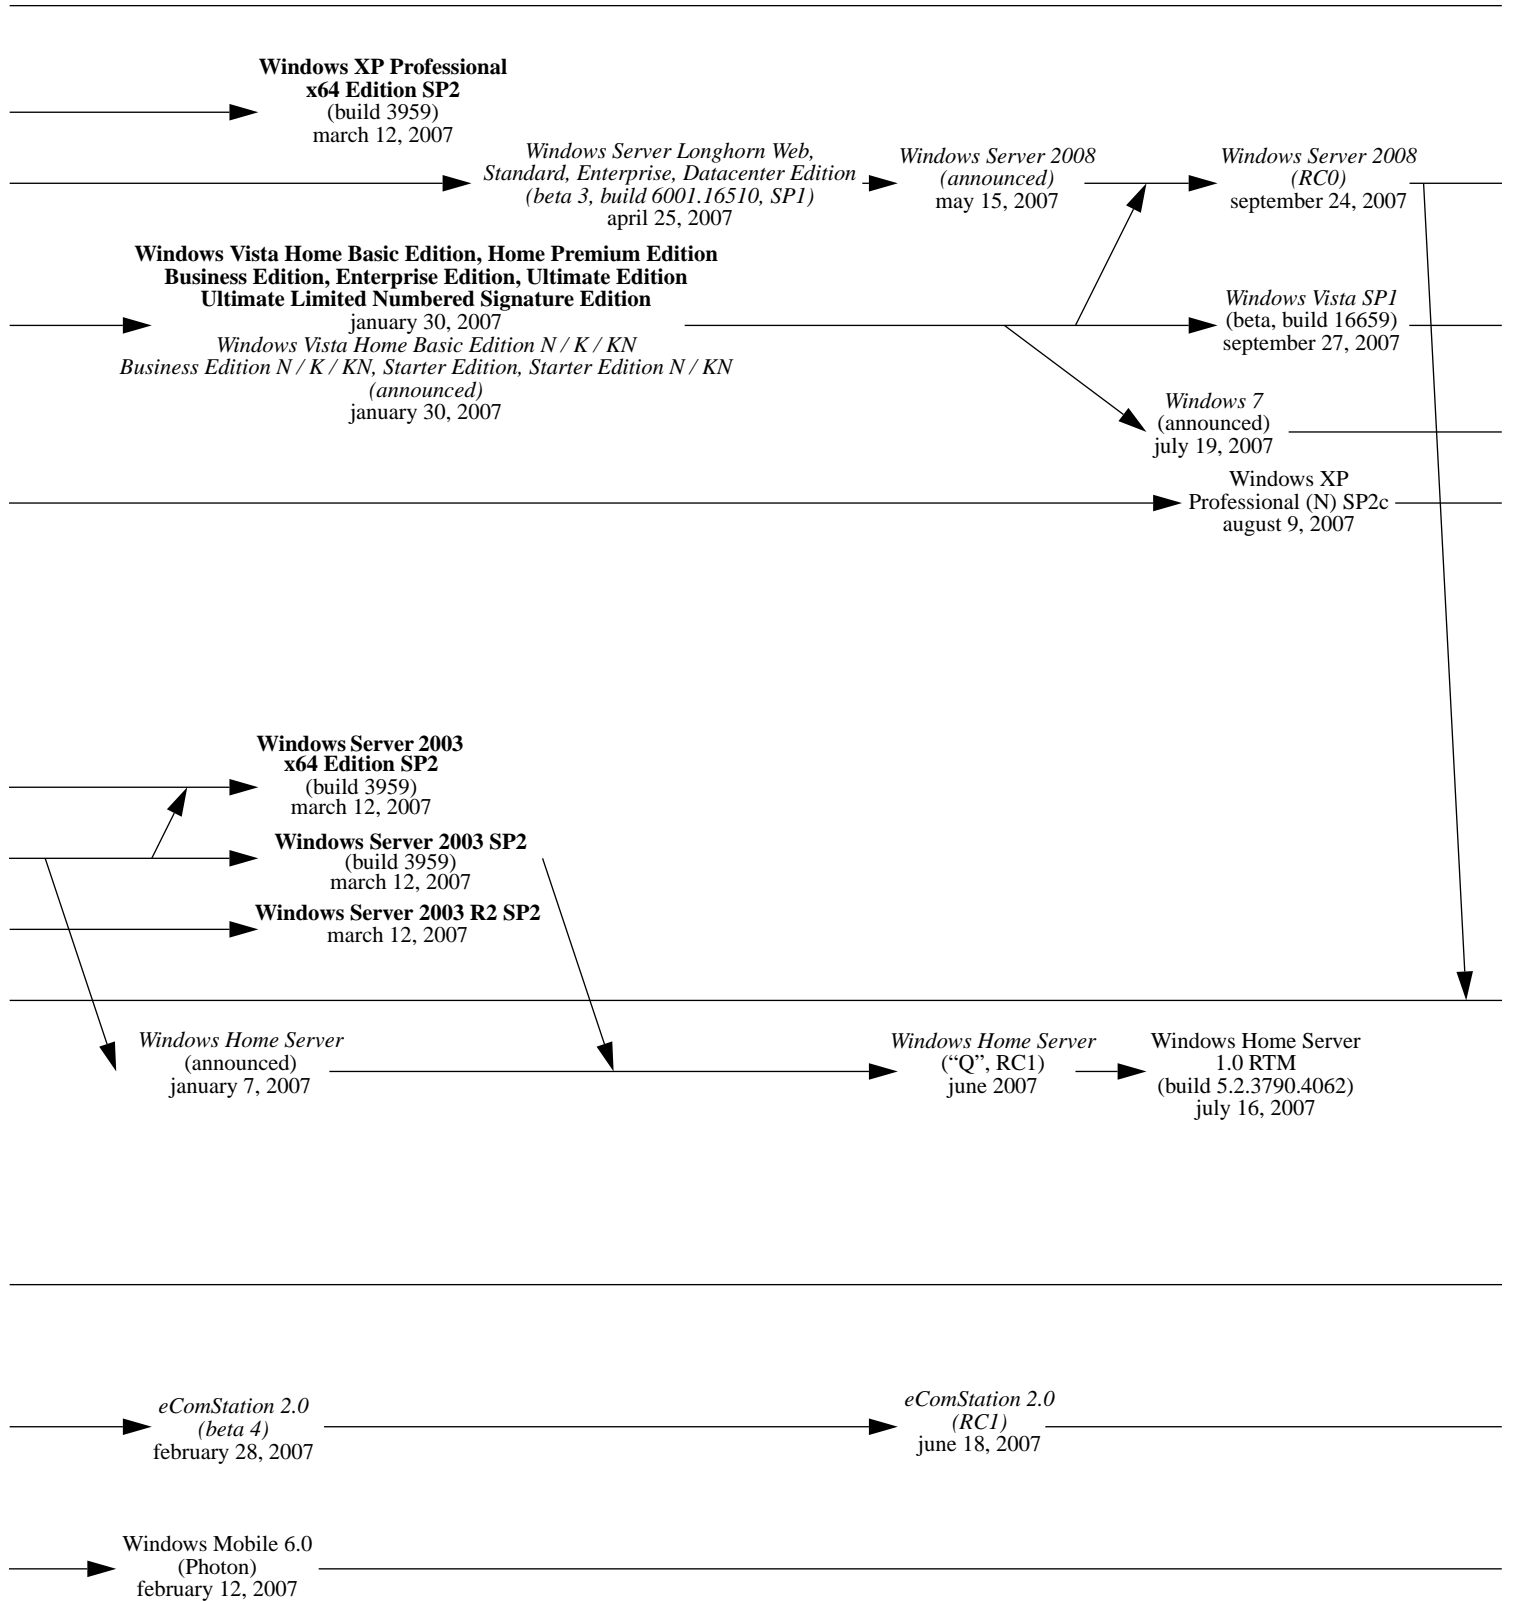 Windows XP Professional
x64 Edition SP2
(build 3959)
march 12, 2007
Windows Server Longhorn Web,
Standard, Enterprise, Datacenter Edition
(beta 3, build 6001.16510, SP1)
april 25, 2007
Windows Server 2008
(announced)
may 15, 2007
Windows Server 2008
(RC0)
september 24, 2007
Windows Vista Home Basic Edition, Home Premium Edition
Business Edition, Enterprise Edition, Ultimate Edition
Ultimate Limited Numbered Signature Edition
january 30, 2007
Windows Vista Home Basic Edition N / K / KN
Business Edition N / K / KN, Starter Edition, Starter Edition N / KN
(announced)
january 30, 2007
Windows Vista SP1
(beta, build 16659)
september 27, 2007
Windows 7
(announced)
july 19, 2007
Windows XP
Professional (N) SP2c
august 9, 2007
Windows Server 2003
x64 Edition SP2
(build 3959)
march 12, 2007
Windows Server 2003 SP2
(build 3959)
march 12, 2007
Windows Server 2003 R2 SP2
march 12, 2007
Windows Home Server
(announced)
january 7, 2007
Windows Home Server
(“Q”, RC1)
june 2007
Windows Home Server
1.0 RTM
(build 5.2.3790.4062)
july 16, 2007
eComStation 2.0
(beta 4)
february 28, 2007
eComStation 2.0
(RC1)
june 18, 2007
Windows Mobile 6.0
(Photon)
february 12, 2007